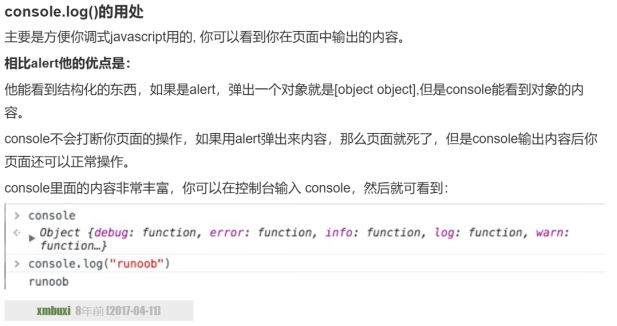 console.log()的用处
主要是方便你调式javascript用的, 你可以看到你在页面中输出的内容。
相比alert他的优点是：
他能看到结构化的东西，如果是alert，弹出一个对象就是[object object],但是console能看到对象的内
容。
console不会打断你页面的操作，如果用alert弹出来内容，那么页面就死了，但是console输出内容后你
页面还可以正常操作。
console里面的内容非常丰富，你可以在控制台输入 console，然后就可看到：
> console
Object {debug: function, error: function, info: function, log: function, warn:
function…}
> console.log("runoob")
runoob
xmbuxi 8年前 (2017-04-11)